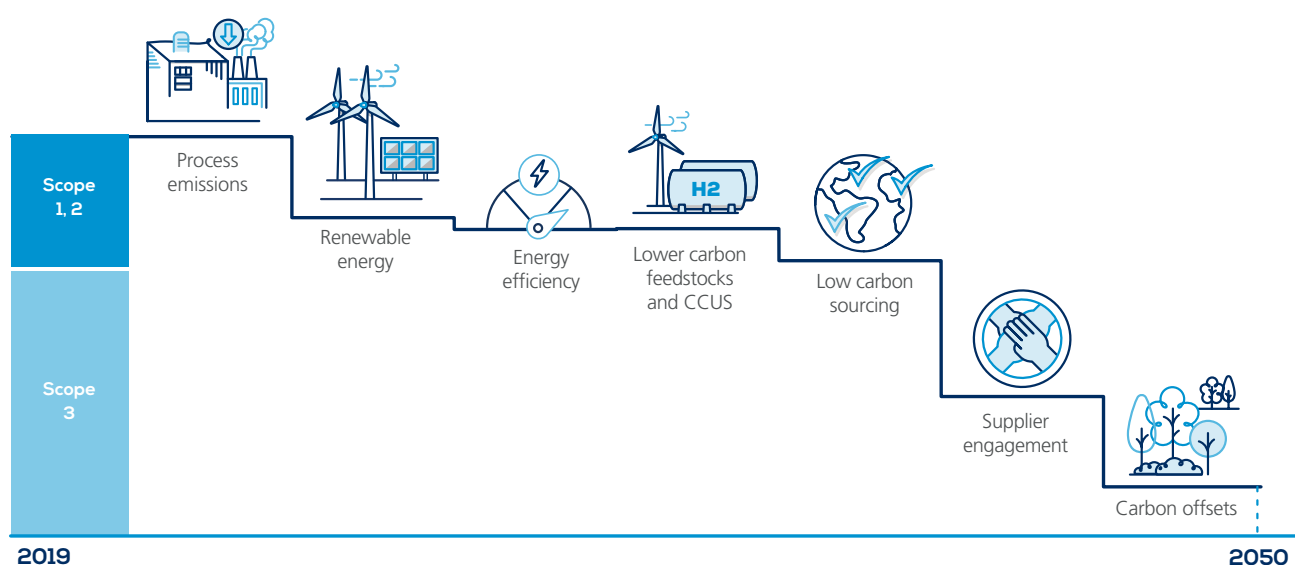 Process
emissions
Scope
1, 2
Renewable
energy
Energy
efficiency
Lower carbon
feedstocks
and CCUS
H2
Low carbon
sourcing
Scope
3
Supplier
engagement
Carbon offsets
2019
2050